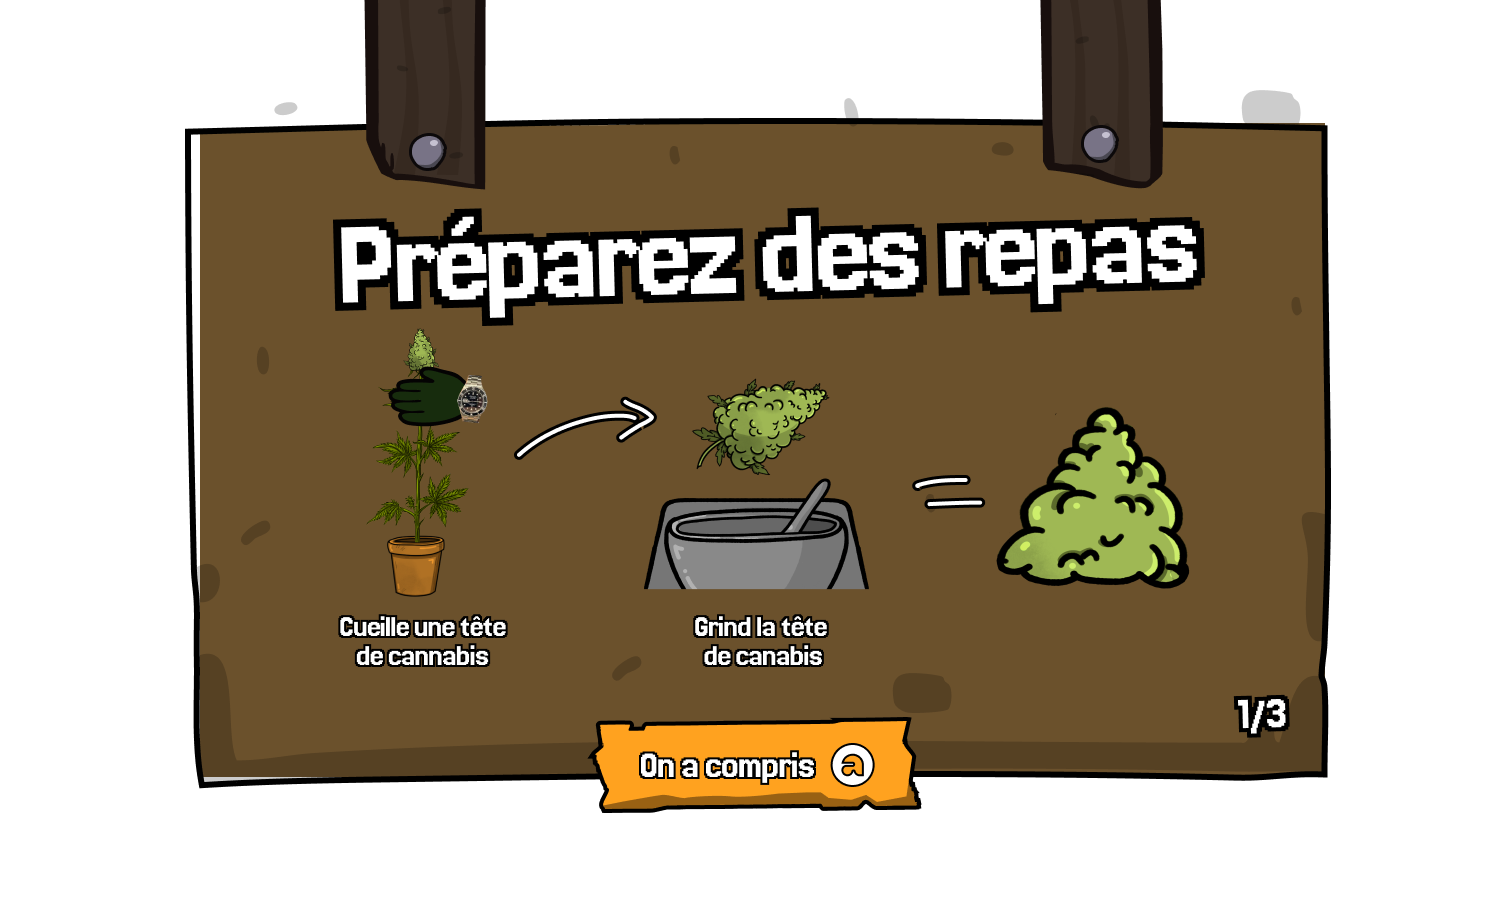 Préparez des repas
Cueille une tête
de cannabis
Grind la tête
de canabis
1/3
On a compris a